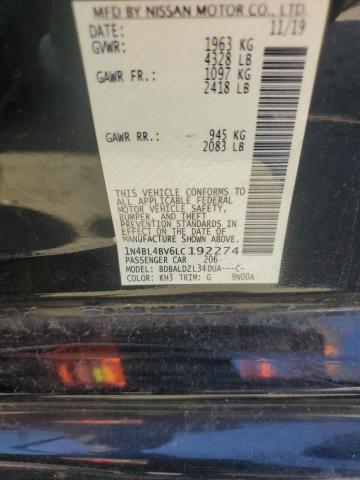 MFD BY NISSAN MOTOR CO., LTD.
DATE: 11/19
GVWR: 1963 KG
4328 LB
GAWR FR: 1097 KG
2418 LB
GAWR RR: 945 KG
2083 LB
THIS VEHICLE CONFORMS TO
ALL APPLICABLE FEDERAL
MOTOR VEHICLE SAFETY,
BUMPER, AND THEFT
PREVENTION STANDARDS IN
EFFECT ON THE DATE OF
MANUFACTURE SHOWN ABOVE.
1N4BL4BV6LC192274
PASSENGER CAR 206
MODEL: BDBALDZL34DUA---C-
COLOR: KH3 TRIM: G 9N00A